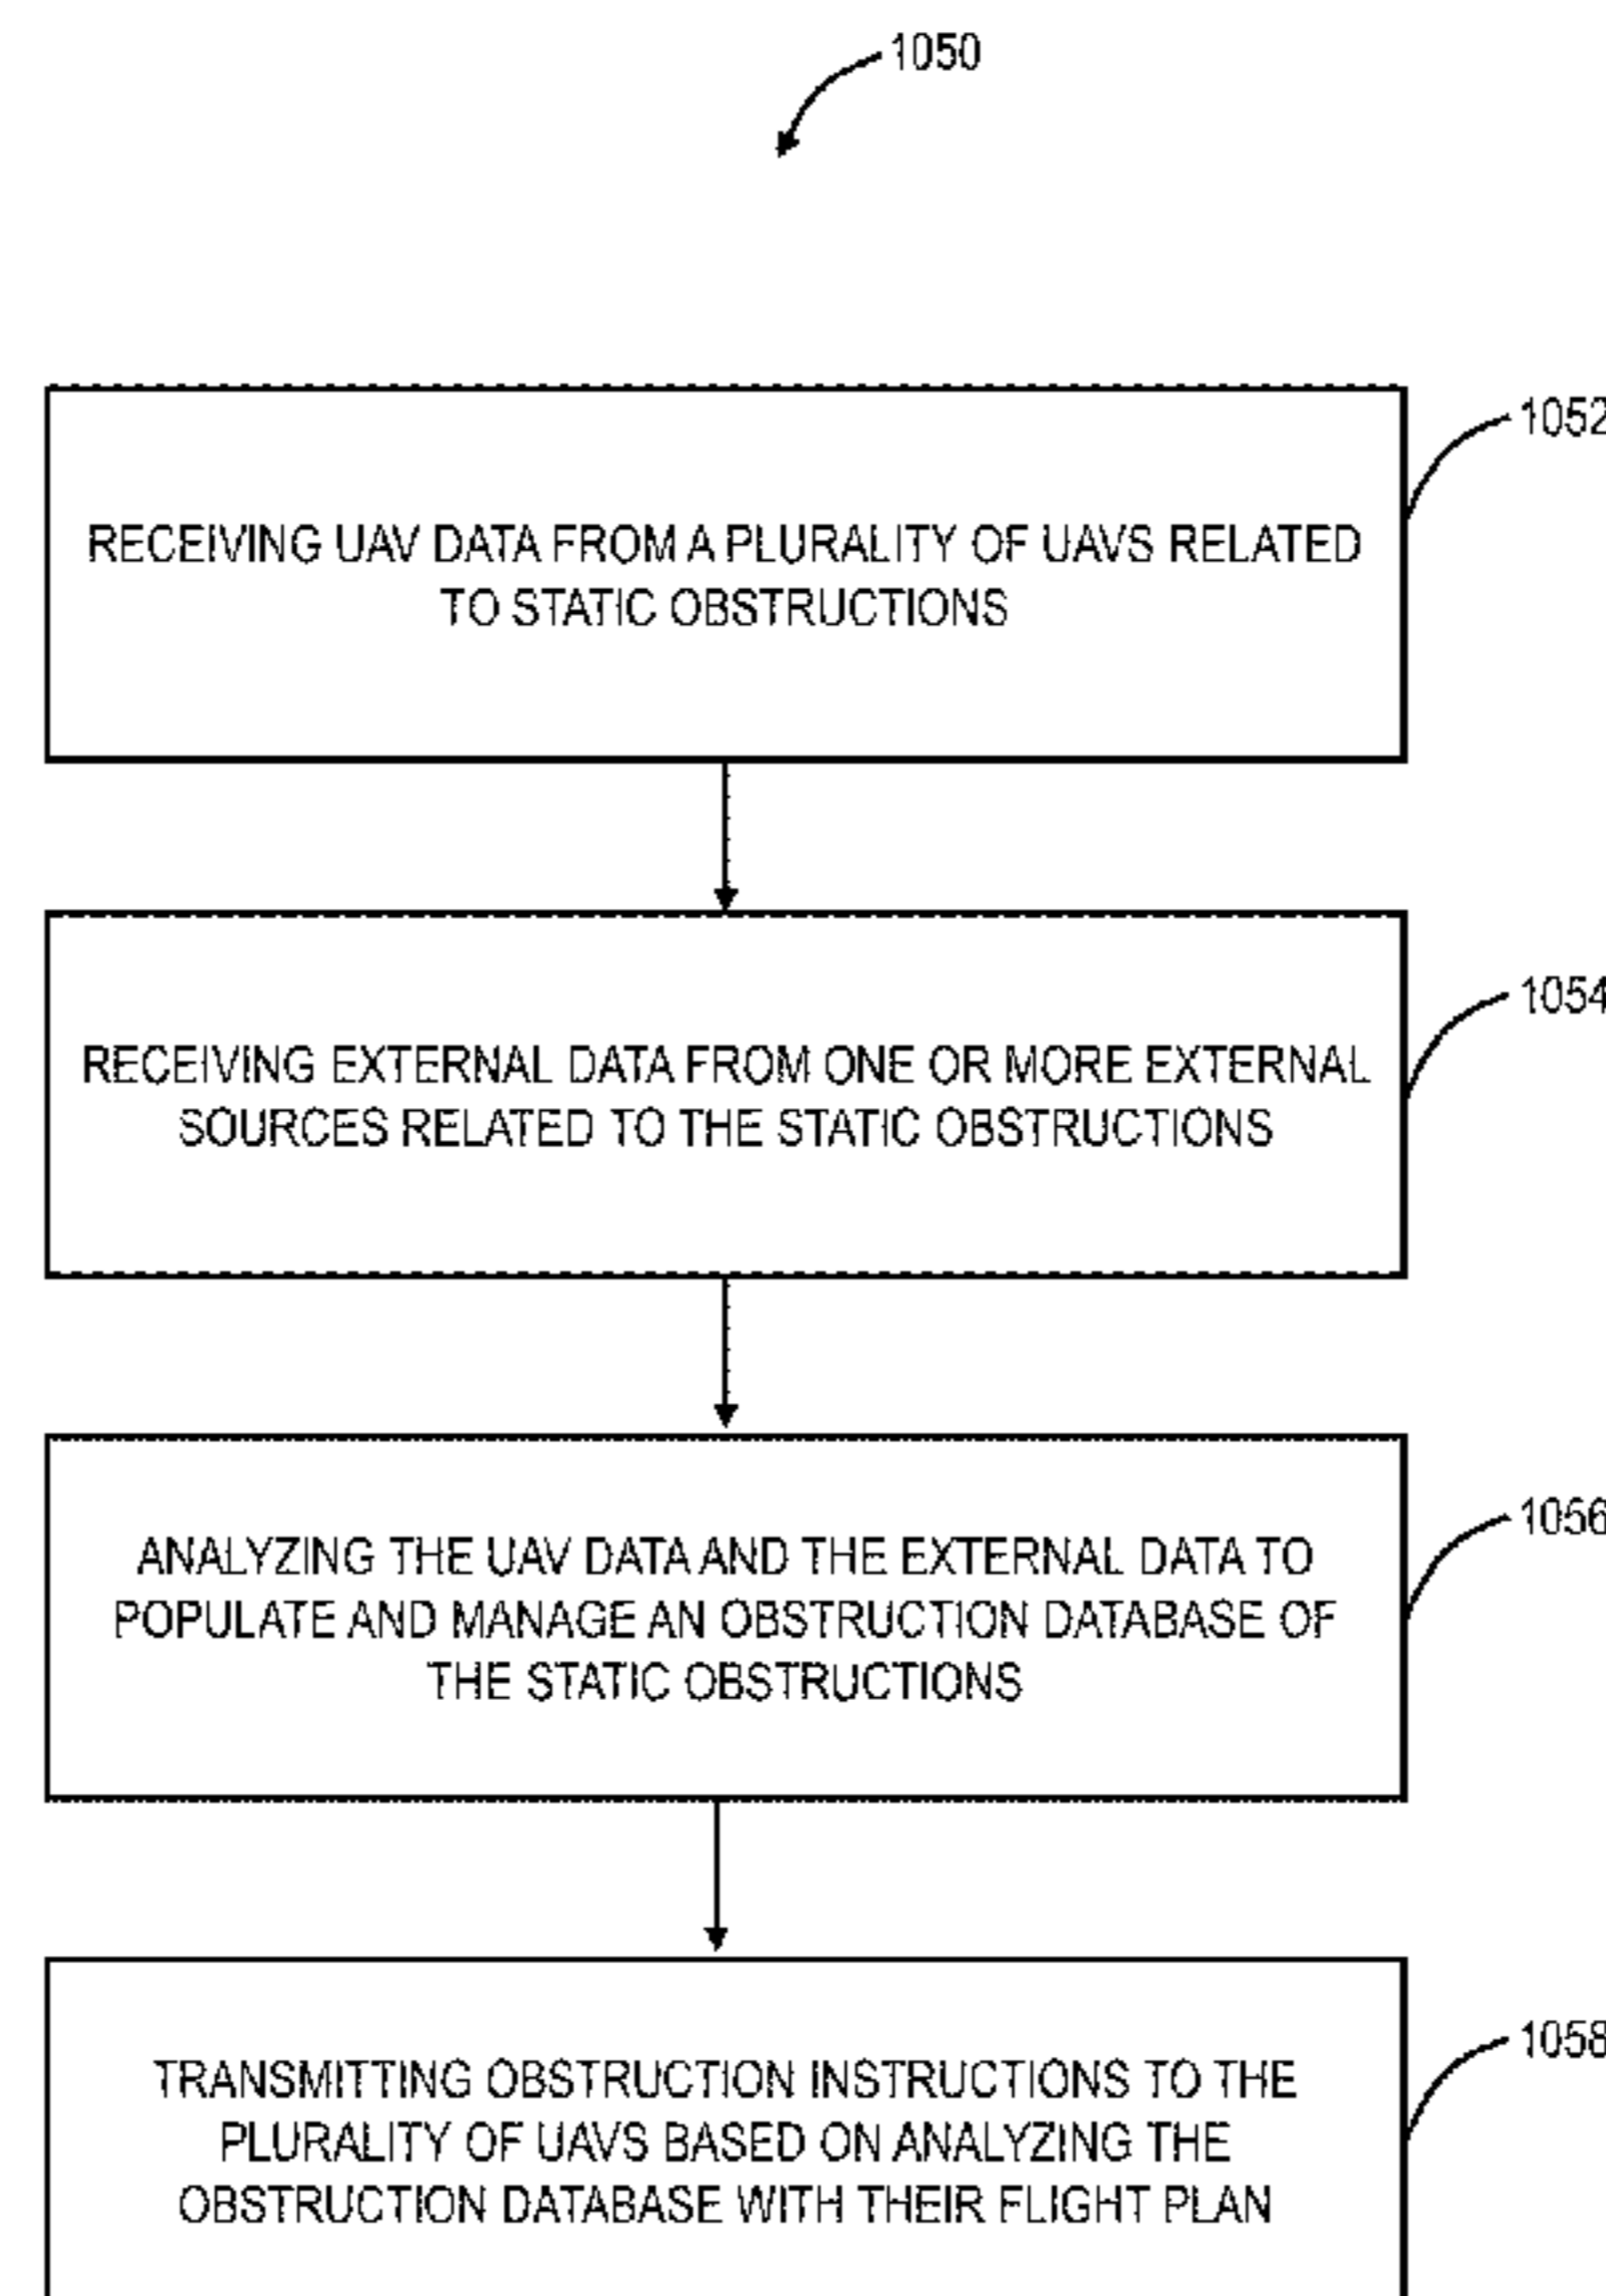 1050
1052
RECEIVING UAV DATA FROM A PLURALITY OF UAVS RELATED
TO STATIC OBSTRUCTIONS
1054
RECEIVING EXTERNAL DATA FROM ONE OR MORE EXTERNAL
SOURCES RELATED TO THE STATIC OBSTRUCTIONS
1056
ANALYZING THE UAV DATA AND THE EXTERNAL DATA TO
POPULATE AND MANAGE AN OBSTRUCTION DATABASE OF
THE STATIC OBSTRUCTIONS
1058
TRANSMITTING OBSTRUCTION INSTRUCTIONS TO THE
PLURALITY OF UAVS BASED ON ANALYZING THE
OBSTRUCTION DATABASE WITH THEIR FLIGHT PLAN